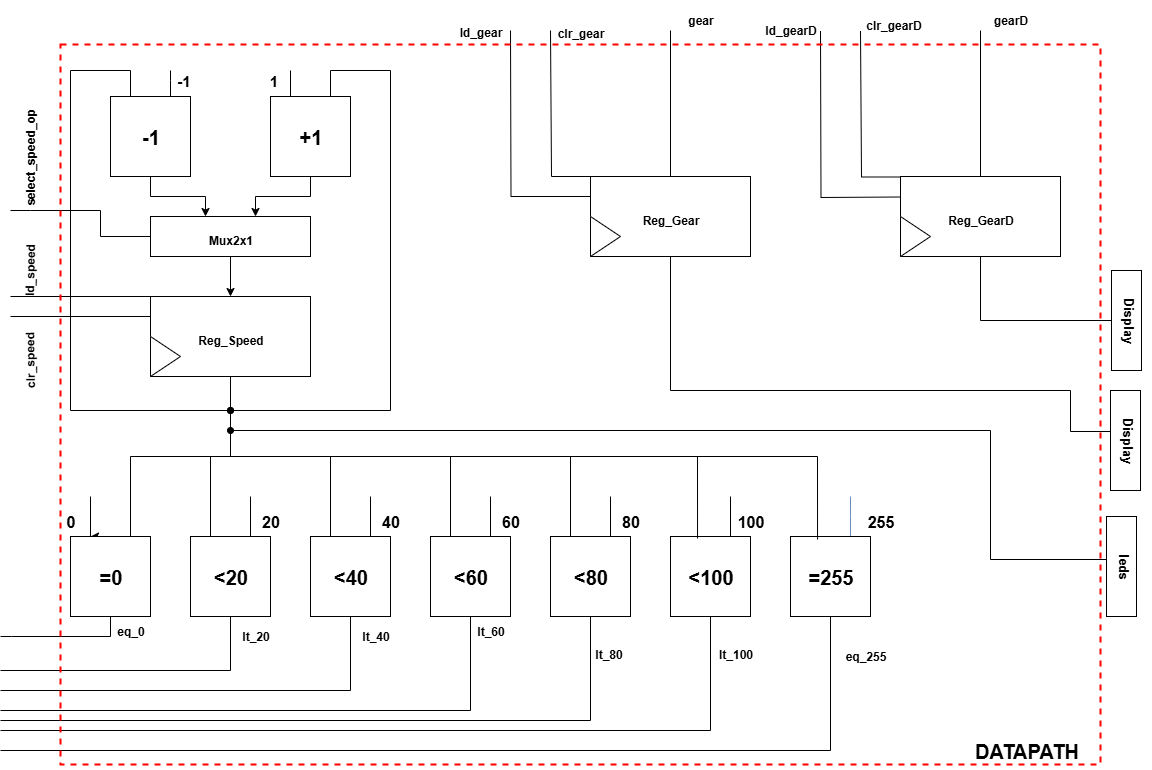 ld_gear
clr_gear
gear
ld_gearD
clr_gearD
gearD
-1
1
-1
+1
select_speed_op
Mux2x1
Reg_Gear
Reg_GearD
ld_speed
Reg_Speed
clr_speed
Display
Display
0
20
40
60
80
100
255
=0
<20
<40
<60
<80
<100
=255
leds
eq_0
lt_20
lt_40
lt_60
lt_80
lt_100
eq_255
DATAPATH